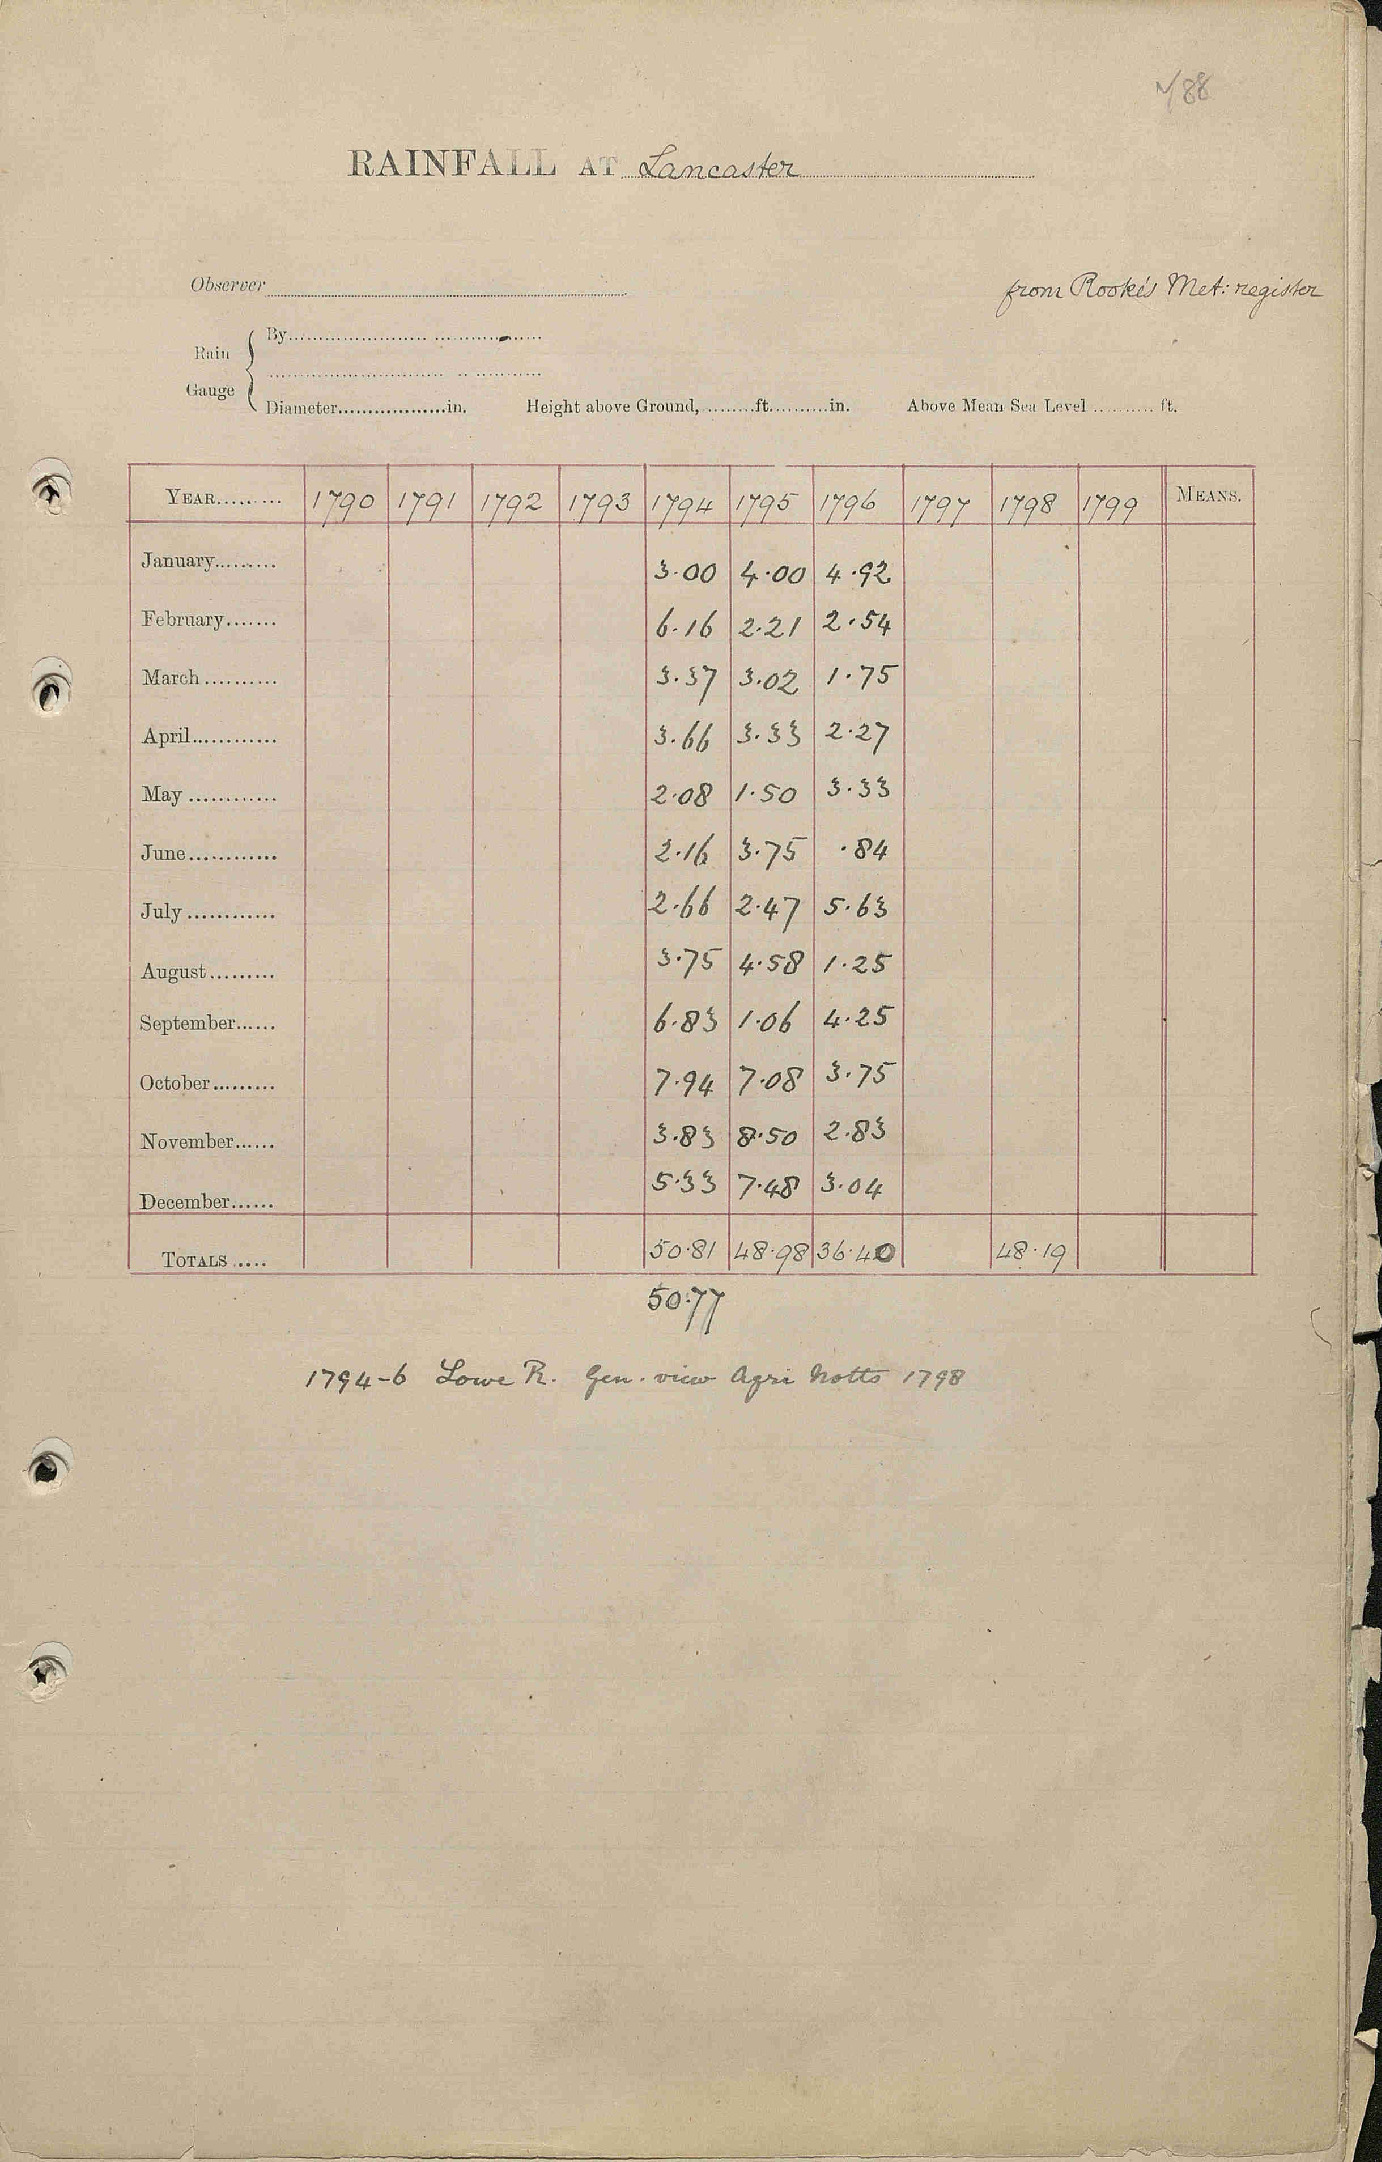 √88
RAINFALL AT Lancaster
Observer
from Rooke's Met: register
Rain Gauge
By
Diameter..................in. Height above Ground, ........ft..........in. Above Mean Sea Level ........... ft.
YEAR......... 1790 1791 1792 1793 1794 1795 1796 1797 1798 1799 MEANS.
January......... 3.00 4.00 4.92
February....... 6.16 2.21 2.54
March .......... 3.37 3.02 1.75
April............ 3.66 3.33 2.27
May ............ 2.08 1.50 3.33
June............ 2.16 3.75 .84
July ............ 2.66 2.47 5.63
August......... 3.75 4.58 1.25
September...... 6.83 1.06 4.25
October......... 7.94 7.08 3.75
November...... 3.83 8.50 2.83
December...... 5.33 7.48 3.04
TOTALS ..... 50.81 48.98 36.40 48.19
50.77
1794-6 Lowe R. Gen. view Agri Notts 1798